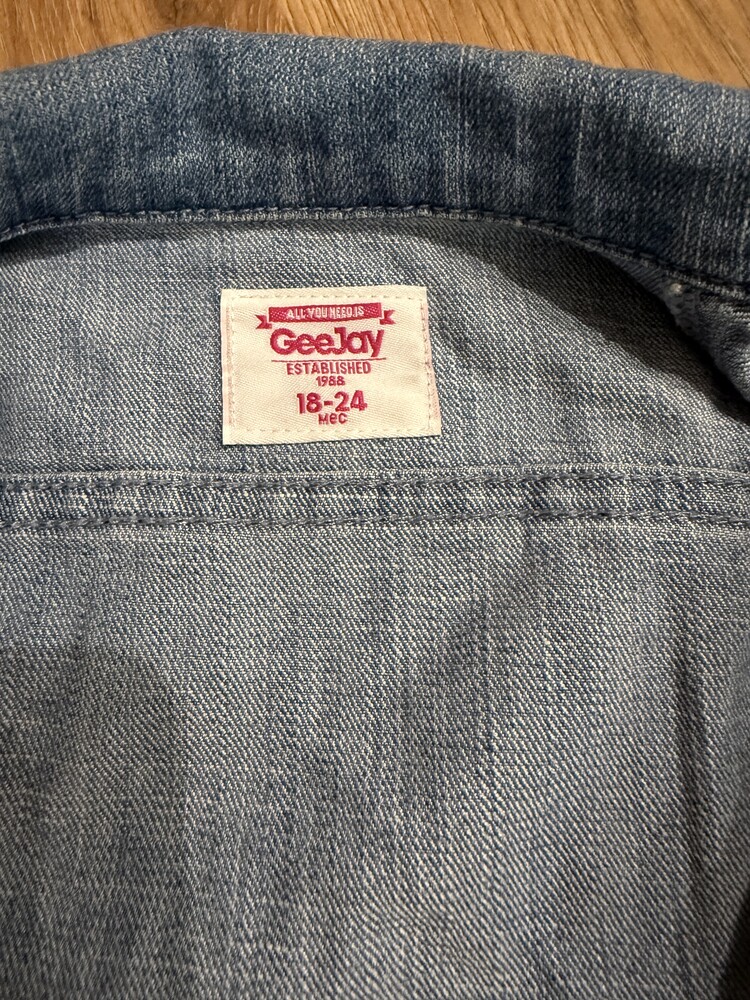 ALL YOU NEED IS
GeeJay
ESTABLISHED
1988
18-24
мес